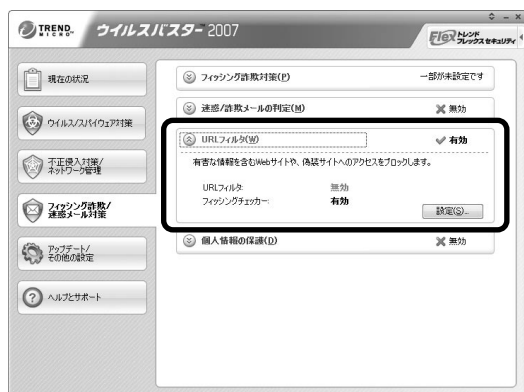 TREND MICRO ウイルスバスター™ 2007
Flex トレンド フレックス セキュリティ
現在の状況
ウイルス/スパイウェア対策
不正侵入対策/
ネットワーク管理
フィッシング詐欺/
迷惑メール対策
アップデート/
その他の設定
ヘルプとサポート
フィッシング詐欺対策(P) 一部が未設定です
迷惑/詐欺メールの判定(M) 無効
URLフィルタ(W) 有効
有害な情報を含むWebサイトや、偽装サイトへのアクセスをブロックします。
URLフィルタ: 無効
フィッシングチェッカー: 有効
設定(S)...
個人情報の保護(D) 無効